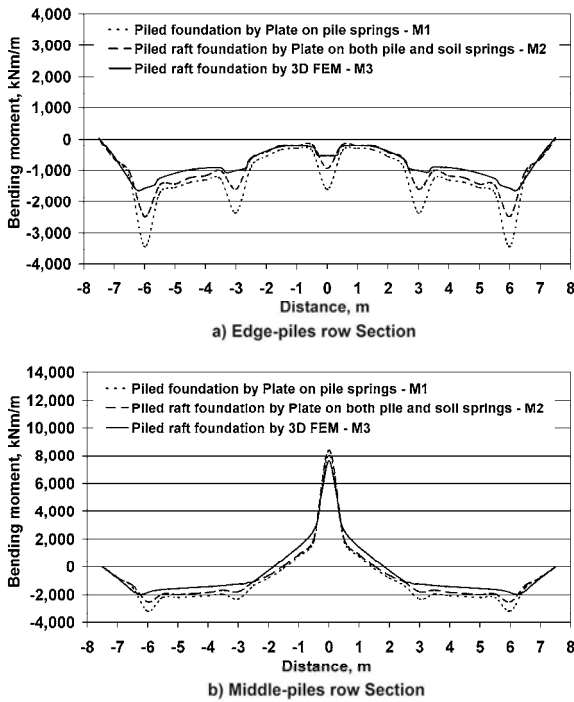 4,000
3,000
2,000
1,000
0
-1,000
-2,000
-3,000
-4,000
Bending moment, kNm/m
Piled foundation by Plate on pile springs - M1
Piled raft foundation by Plate on both pile and soil springs - M2
Piled raft foundation by 3D FEM - M3
-8 -7 -6 -5 -4 -3 -2 -1 0 1 2 3 4 5 6 7 8
Distance, m
a) Edge-piles row Section
14,000
12,000
10,000
8,000
6,000
4,000
2,000
0
-2,000
-4,000
Bending moment, kNm/m
Piled foundation by Plate on pile springs - M1
Piled raft foundation by Plate on both pile and soil springs - M2
Piled raft foundation by 3D FEM - M3
-8 -7 -6 -5 -4 -3 -2 -1 0 1 2 3 4 5 6 7 8
Distance, m
b) Middle-piles row Section